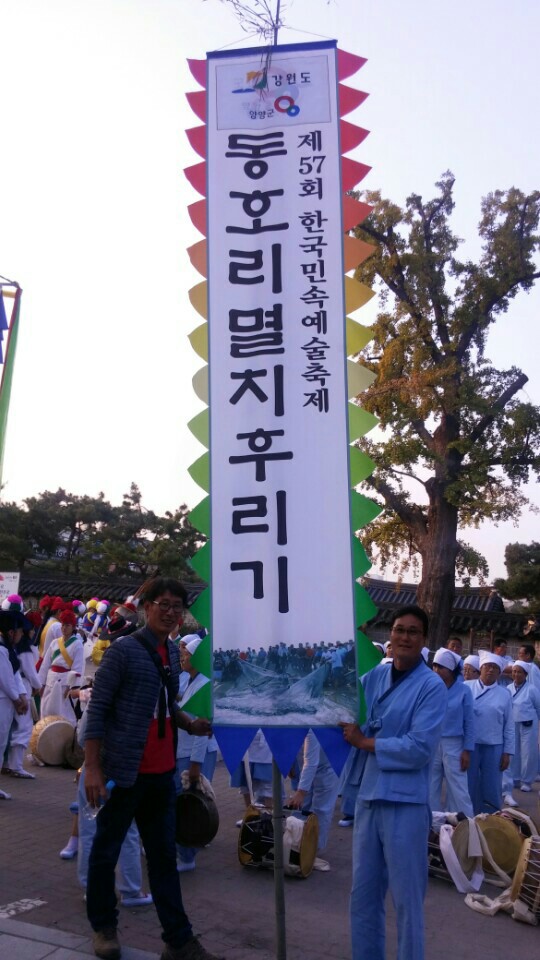 강원도
양양군
제57회 한국민속예술축제
동호리멸치후리기